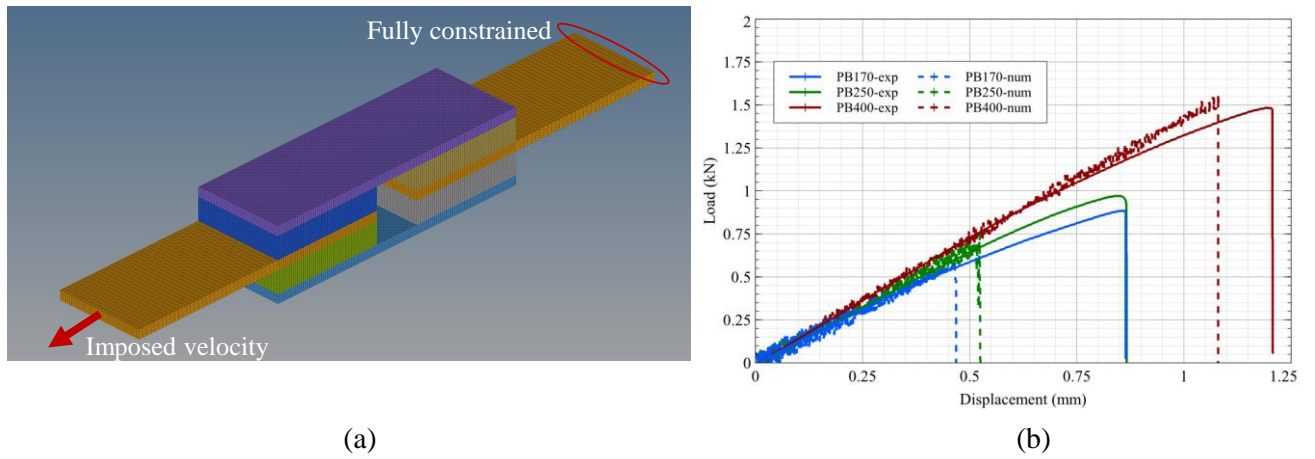 Fully constrained
Imposed velocity
(a)
2
1.75
1.5
1.25
1
0.75
0.5
0.25
0
Load (kN)
PB170-exp PB170-num
PB250-exp PB250-num
PB400-exp PB400-num
0 0.25 0.5 0.75 1 1.25
Displacement (mm)
(b)